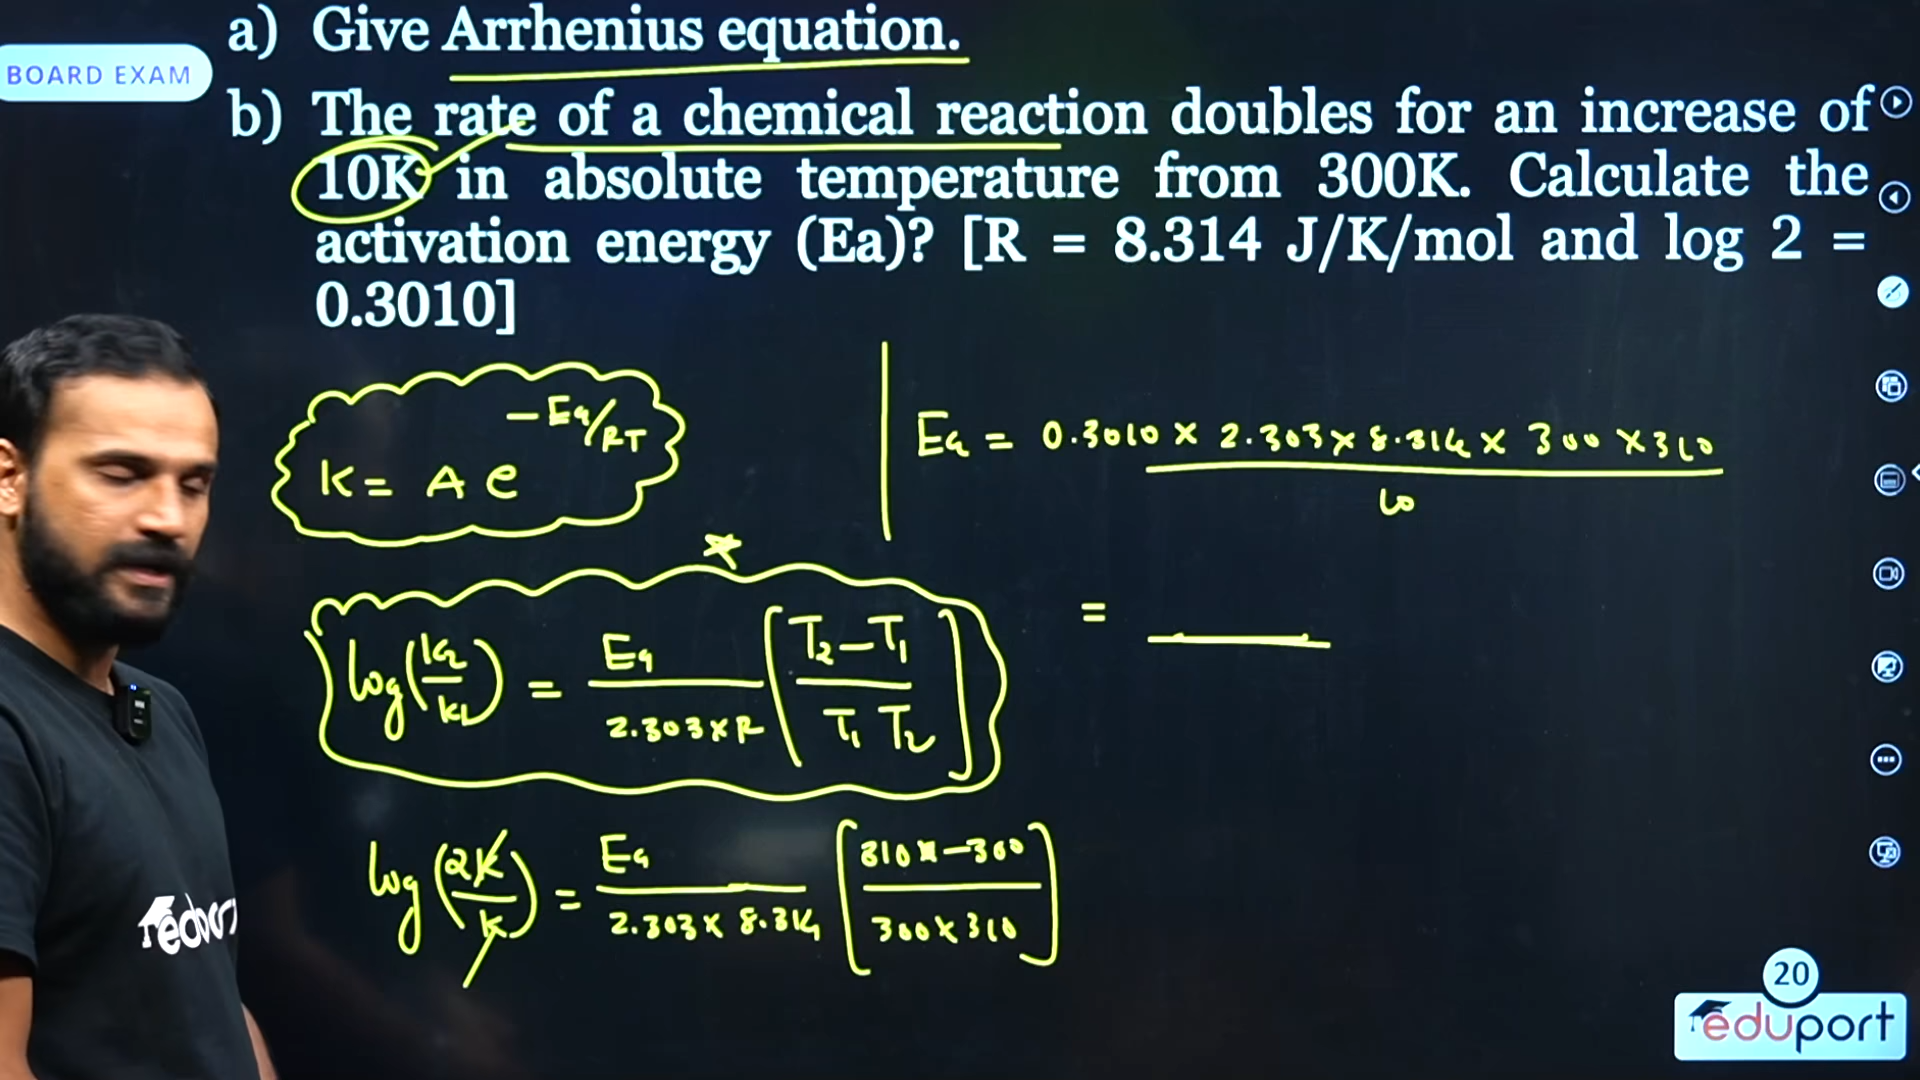 a) Give Arrhenius equation.
BOARD EXAM
b) The rate of a chemical reaction doubles for an increase of
10K in absolute temperature from 300K. Calculate the
activation energy (Ea)? [R = 8.314 J/K/mol and log 2 =
0.3010]
K = A e^(-Ea/RT)
Ea = 0.3010 × 2.303 × 8.314 × 300 × 310 / 10
=
log(k2/k1) = Ea / 2.303×R [T2-T1 / T1 T2]
log(2K/K) = Ea / 2.303 × 8.314 [310-300 / 300×310]
eduport
20
eduport